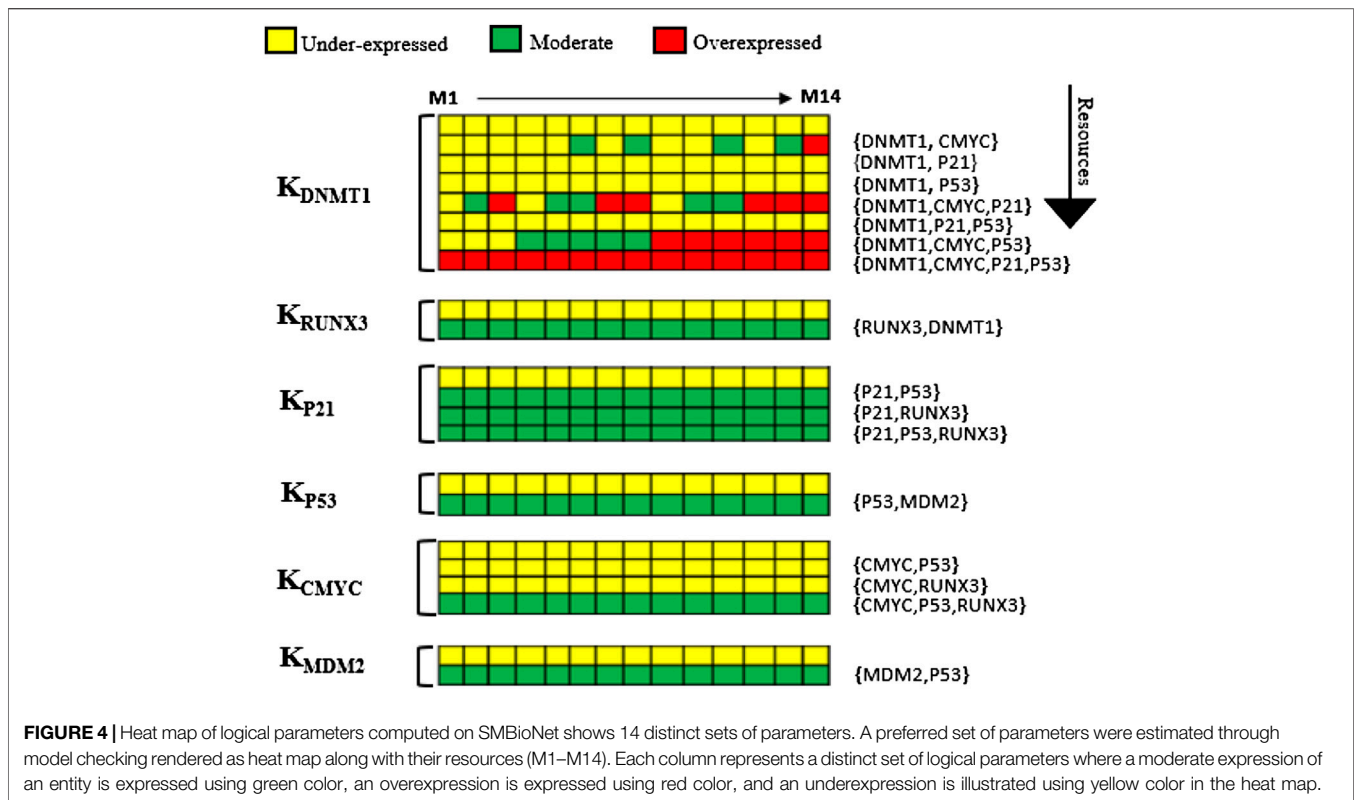 Under-expressed Moderate Overexpressed
M1 M14
Resources
K_DNMT1
{DNMT1, CMYC}
{DNMT1, P21}
{DNMT1, P53}
{DNMT1,CMYC,P21}
{DNMT1,P21,P53}
{DNMT1,CMYC,P53}
{DNMT1,CMYC,P21,P53}
K_RUNX3
{RUNX3,DNMT1}
K_P21
{P21,P53}
{P21,RUNX3}
{P21,P53,RUNX3}
K_P53
{P53,MDM2}
K_CMYC
{CMYC,P53}
{CMYC,RUNX3}
{CMYC,P53,RUNX3}
K_MDM2
{MDM2,P53}
FIGURE 4 | Heat map of logical parameters computed on SMBioNet shows 14 distinct sets of parameters. A preferred set of parameters were estimated through
model checking rendered as heat map along with their resources (M1–M14). Each column represents a distinct set of logical parameters where a moderate expression of
an entity is expressed using green color, an overexpression is expressed using red color, and an underexpression is illustrated using yellow color in the heat map.